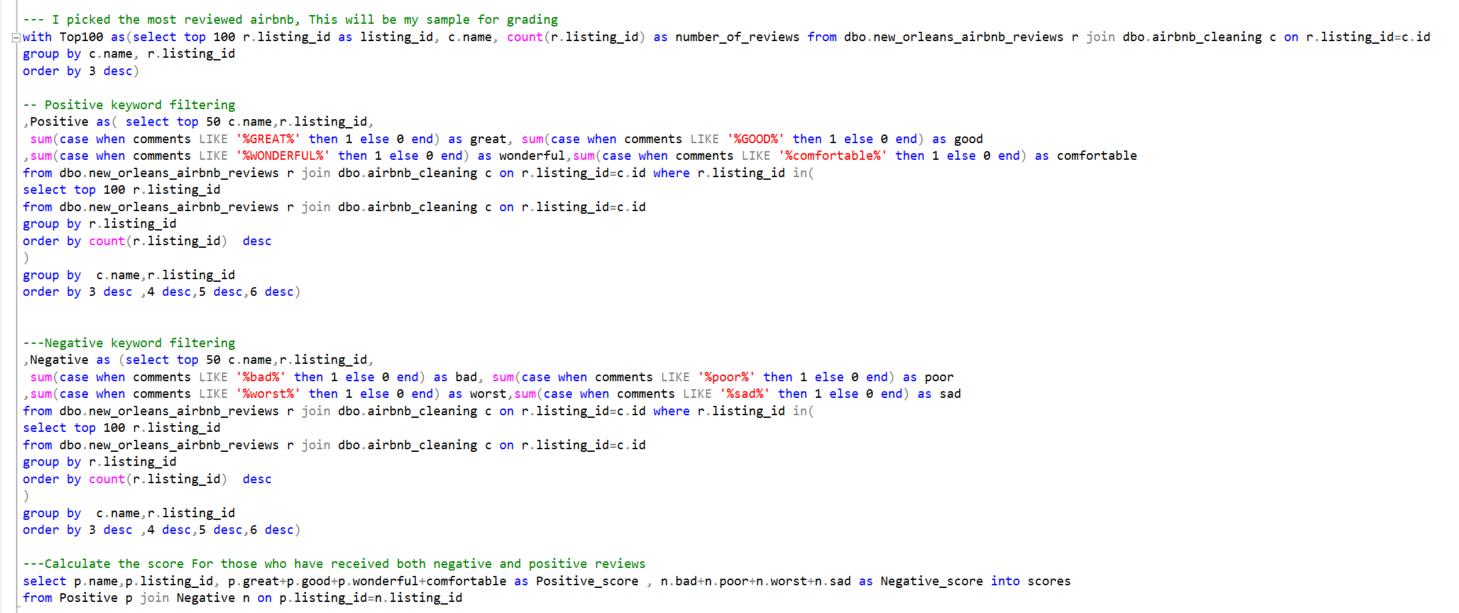 --- I picked the most reviewed airbnb, This will be my sample for grading
with Top100 as(select top 100 r.listing_id as listing_id, c.name, count(r.listing_id) as number_of_reviews from dbo.new_orleans_airbnb_reviews r join dbo.airbnb_cleaning c on r.listing_id=c.id
group by c.name, r.listing_id
order by 3 desc)
-- Positive keyword filtering
,Positive as( select top 50 c.name,r.listing_id,
sum(case when comments LIKE '%GREAT%' then 1 else 0 end) as great, sum(case when comments LIKE '%GOOD%' then 1 else 0 end) as good
,sum(case when comments LIKE '%WONDERFUL%' then 1 else 0 end) as wonderful,sum(case when comments LIKE '%comfortable%' then 1 else 0 end) as comfortable
from dbo.new_orleans_airbnb_reviews r join dbo.airbnb_cleaning c on r.listing_id=c.id where r.listing_id in(
select top 100 r.listing_id
from dbo.new_orleans_airbnb_reviews r join dbo.airbnb_cleaning c on r.listing_id=c.id
group by r.listing_id
order by count(r.listing_id)  desc
)
group by  c.name,r.listing_id
order by 3 desc ,4 desc,5 desc,6 desc)
---Negative keyword filtering
,Negative as (select top 50 c.name,r.listing_id,
sum(case when comments LIKE '%bad%' then 1 else 0 end) as bad, sum(case when comments LIKE '%poor%' then 1 else 0 end) as poor
,sum(case when comments LIKE '%worst%' then 1 else 0 end) as worst,sum(case when comments LIKE '%sad%' then 1 else 0 end) as sad
from dbo.new_orleans_airbnb_reviews r join dbo.airbnb_cleaning c on r.listing_id=c.id where r.listing_id in(
select top 100 r.listing_id
from dbo.new_orleans_airbnb_reviews r join dbo.airbnb_cleaning c on r.listing_id=c.id
group by r.listing_id
order by count(r.listing_id)  desc
)
group by  c.name,r.listing_id
order by 3 desc ,4 desc,5 desc,6 desc)
---Calculate the score For those who have received both negative and positive reviews
select p.name,p.listing_id, p.great+p.good+p.wonderful+comfortable as Positive_score , n.bad+n.poor+n.worst+n.sad as Negative_score into scores
from Positive p join Negative n on p.listing_id=n.listing_id